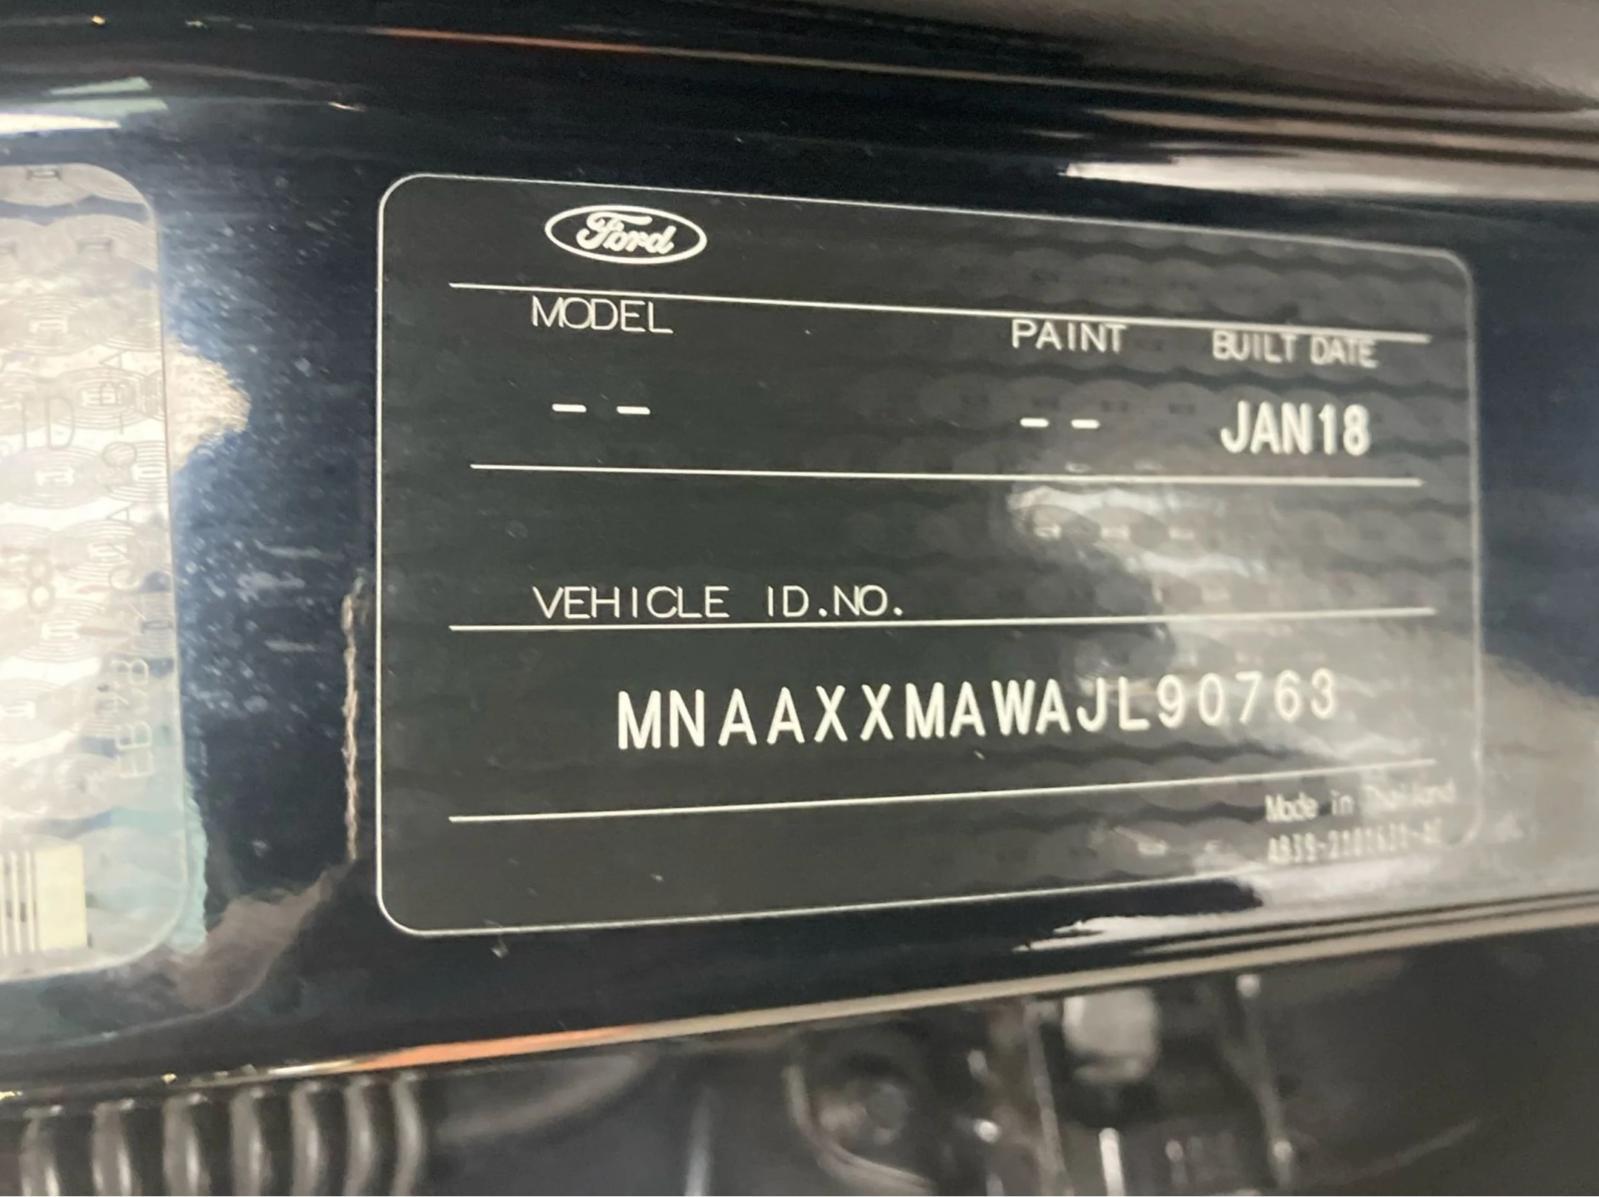 Ford
MODEL PAINT BUILT DATE
-- -- JAN18
VEHICLE ID.NO.
MNAAXXMAWAJL90763
Made in Thailand